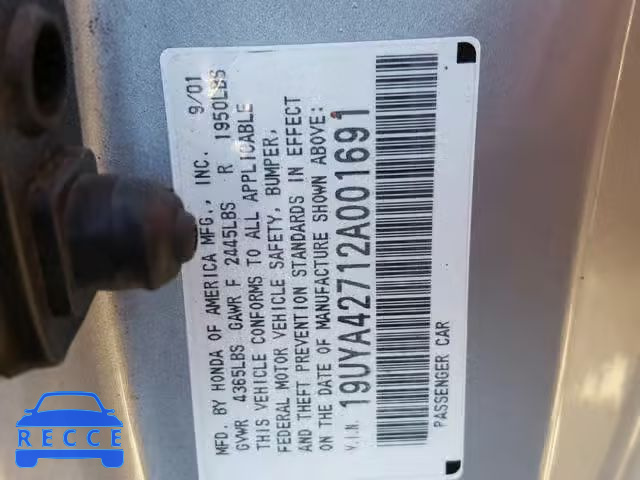 MFD. BY HONDA OF AMERICA MFG., INC. 9/01
GVWR 4365LBS GAWR F 2445LBS R 1950LBS
THIS VEHICLE CONFORMS TO ALL APPLICABLE
FEDERAL MOTOR VEHICLE SAFETY, BUMPER,
AND THEFT PREVENTION STANDARDS IN EFFECT
ON THE DATE OF MANUFACTURE SHOWN ABOVE:
V.I.N. 19UYA42712A001691
PASSENGER CAR
RECCE